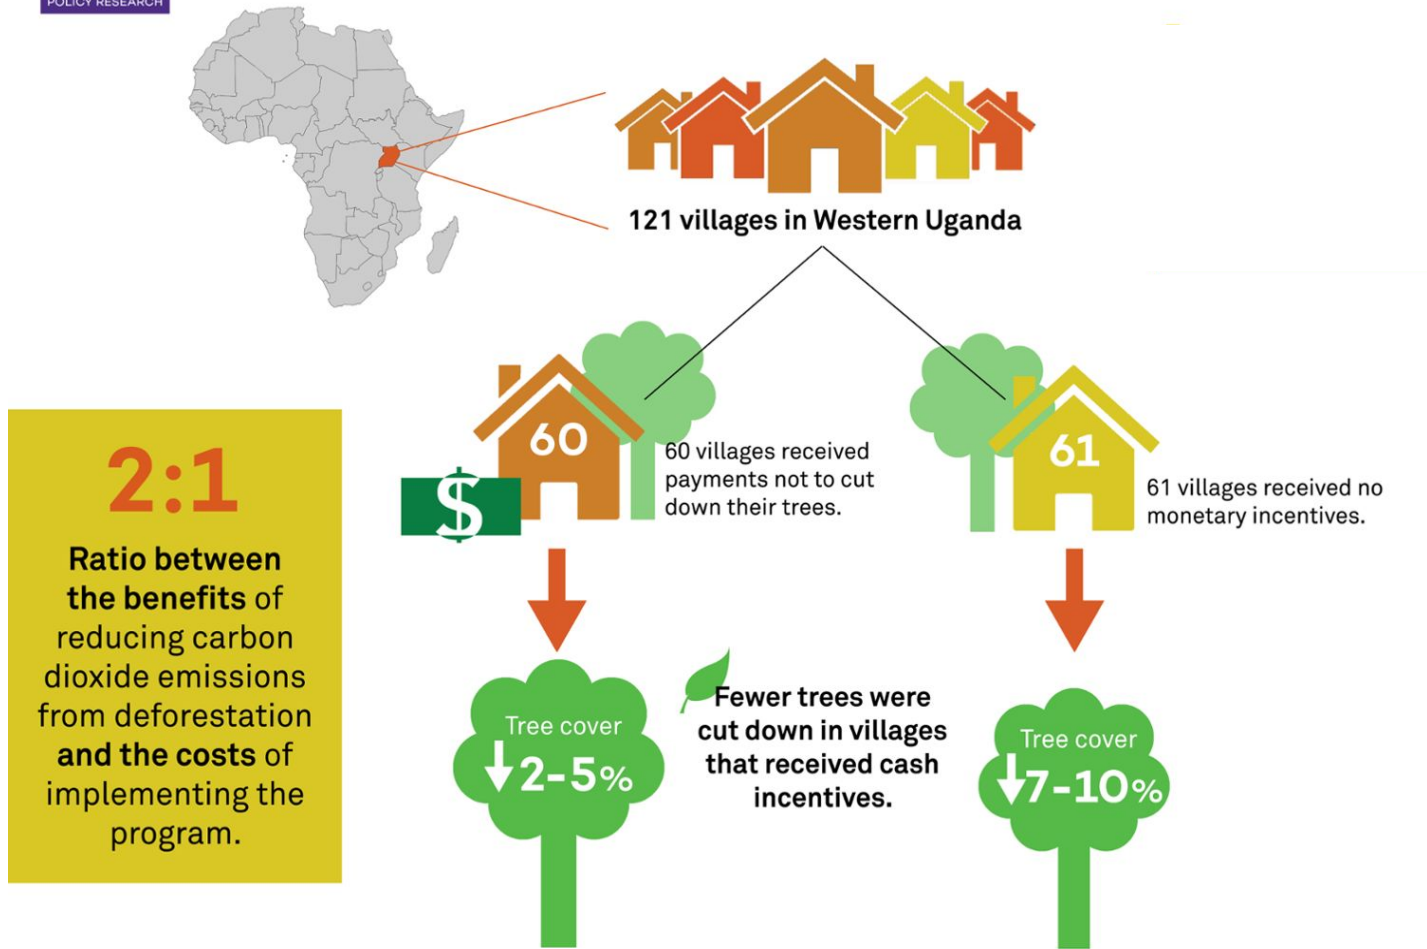 POLICY RESEARCH
121 villages in Western Uganda
60
60 villages received
payments not to cut
down their trees.
$
61
61 villages received no
monetary incentives.
2:1
Ratio between
the benefits of
reducing carbon
dioxide emissions
from deforestation
and the costs of
implementing the
program.
Tree cover
↓2-5%
Fewer trees were
cut down in villages
that received cash
incentives.
Tree cover
↓7-10%